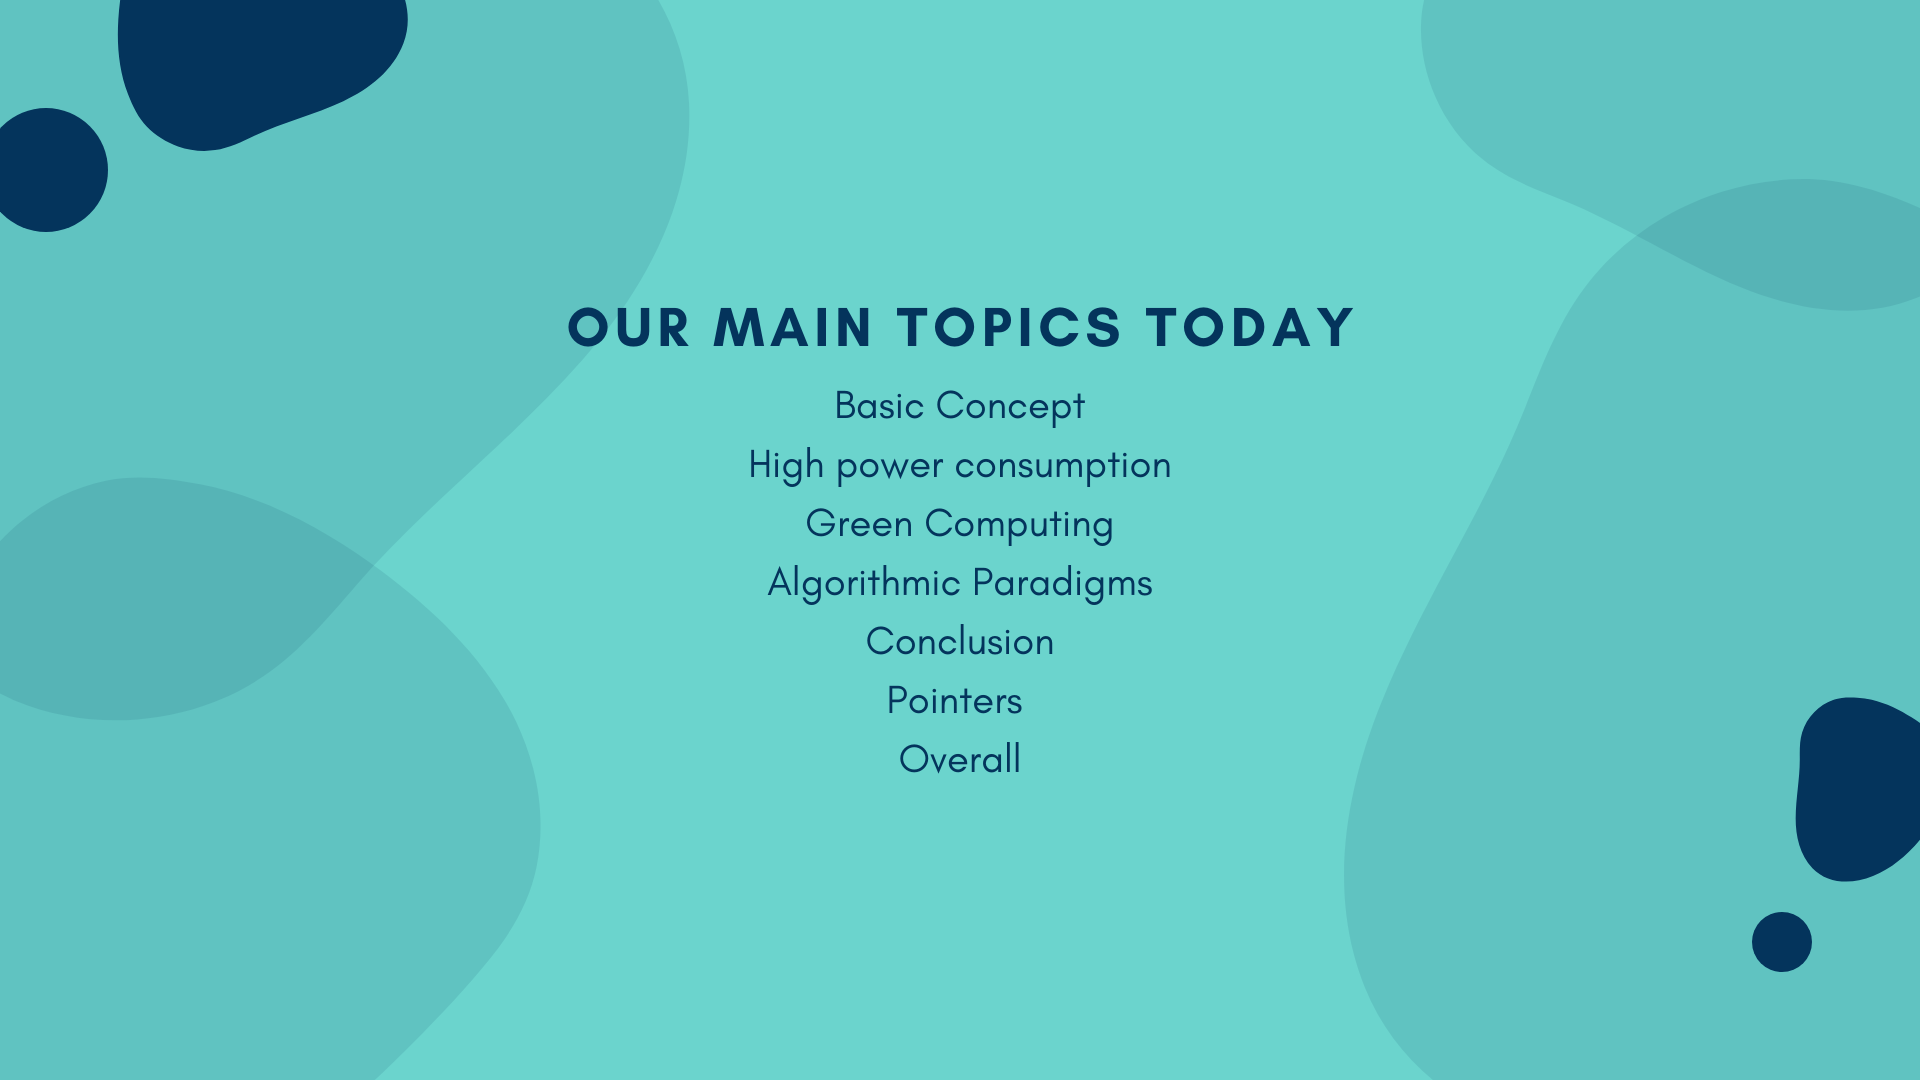 OUR MAIN TOPICS TODAY
Basic Concept
High power consumption
Green Computing
Algorithmic Paradigms
Conclusion
Pointers
Overall